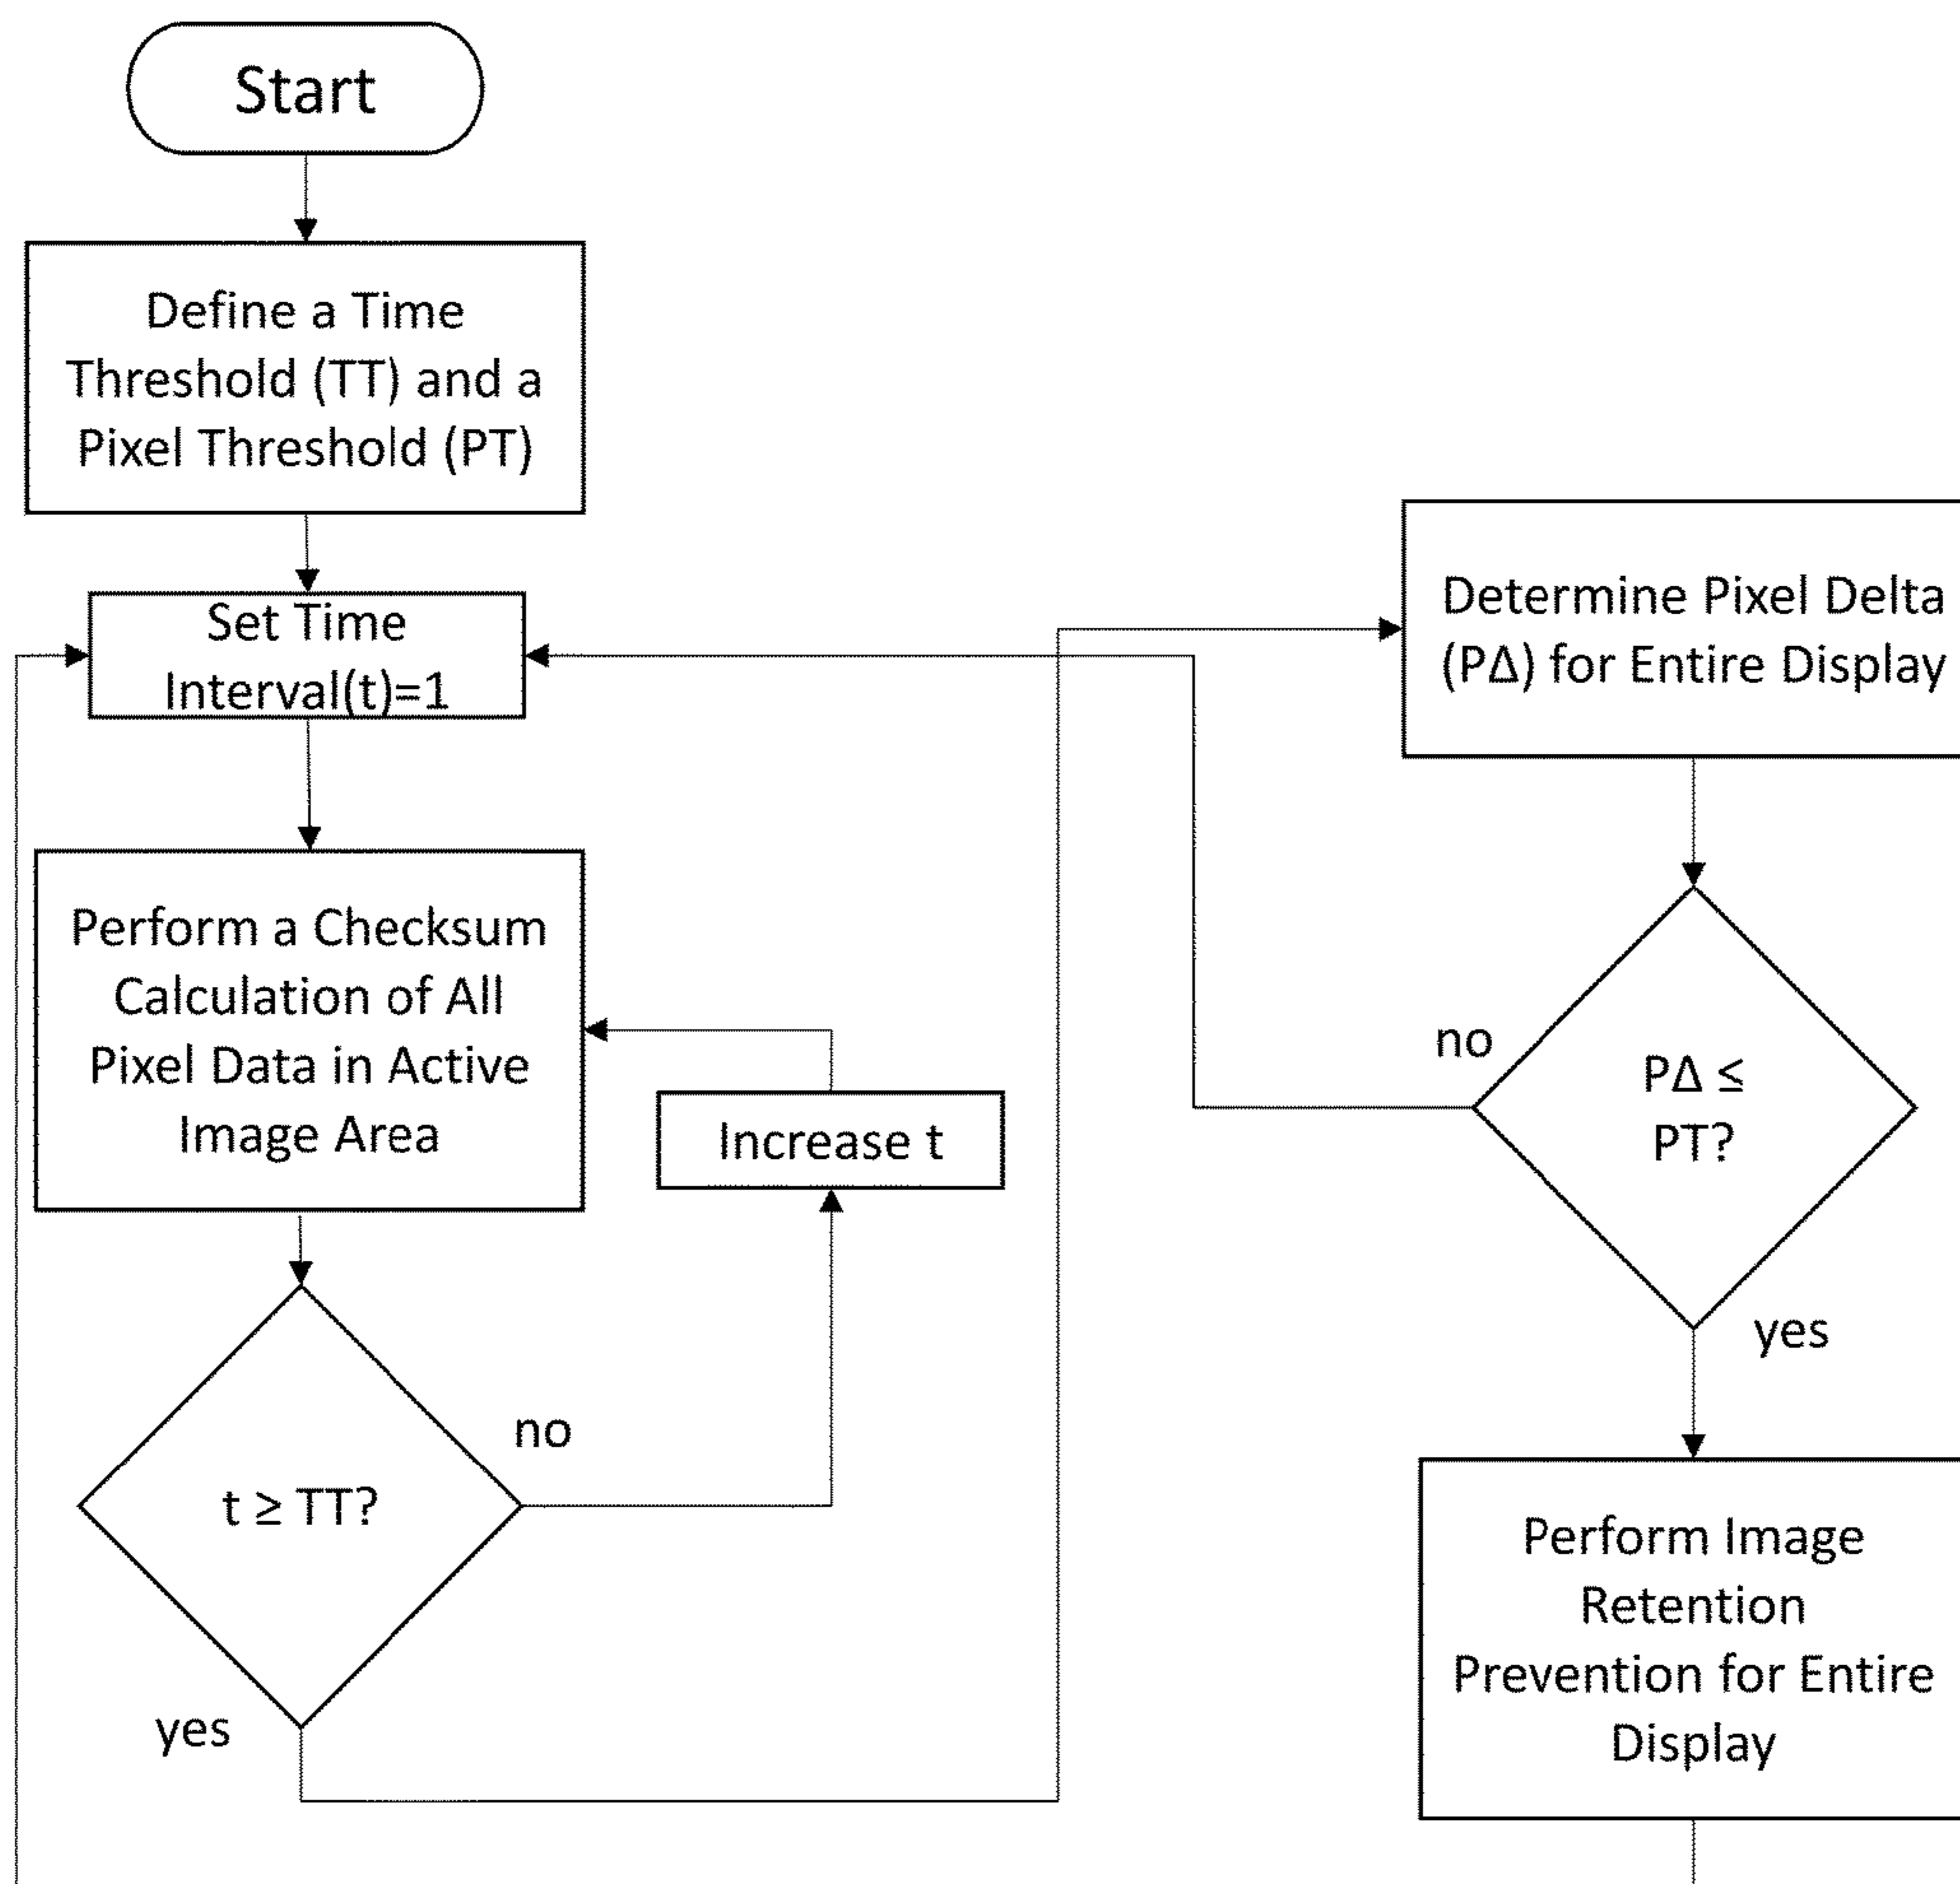 Start
Define a Time
Threshold (TT) and a
Pixel Threshold (PT)
Set Time
Interval(t)=1
Perform a Checksum
Calculation of All
Pixel Data in Active
Image Area
Increase t
no
t ≥ TT?
yes
Determine Pixel Delta
(PΔ) for Entire Display
no
PΔ ≤
PT?
yes
Perform Image
Retention
Prevention for Entire
Display